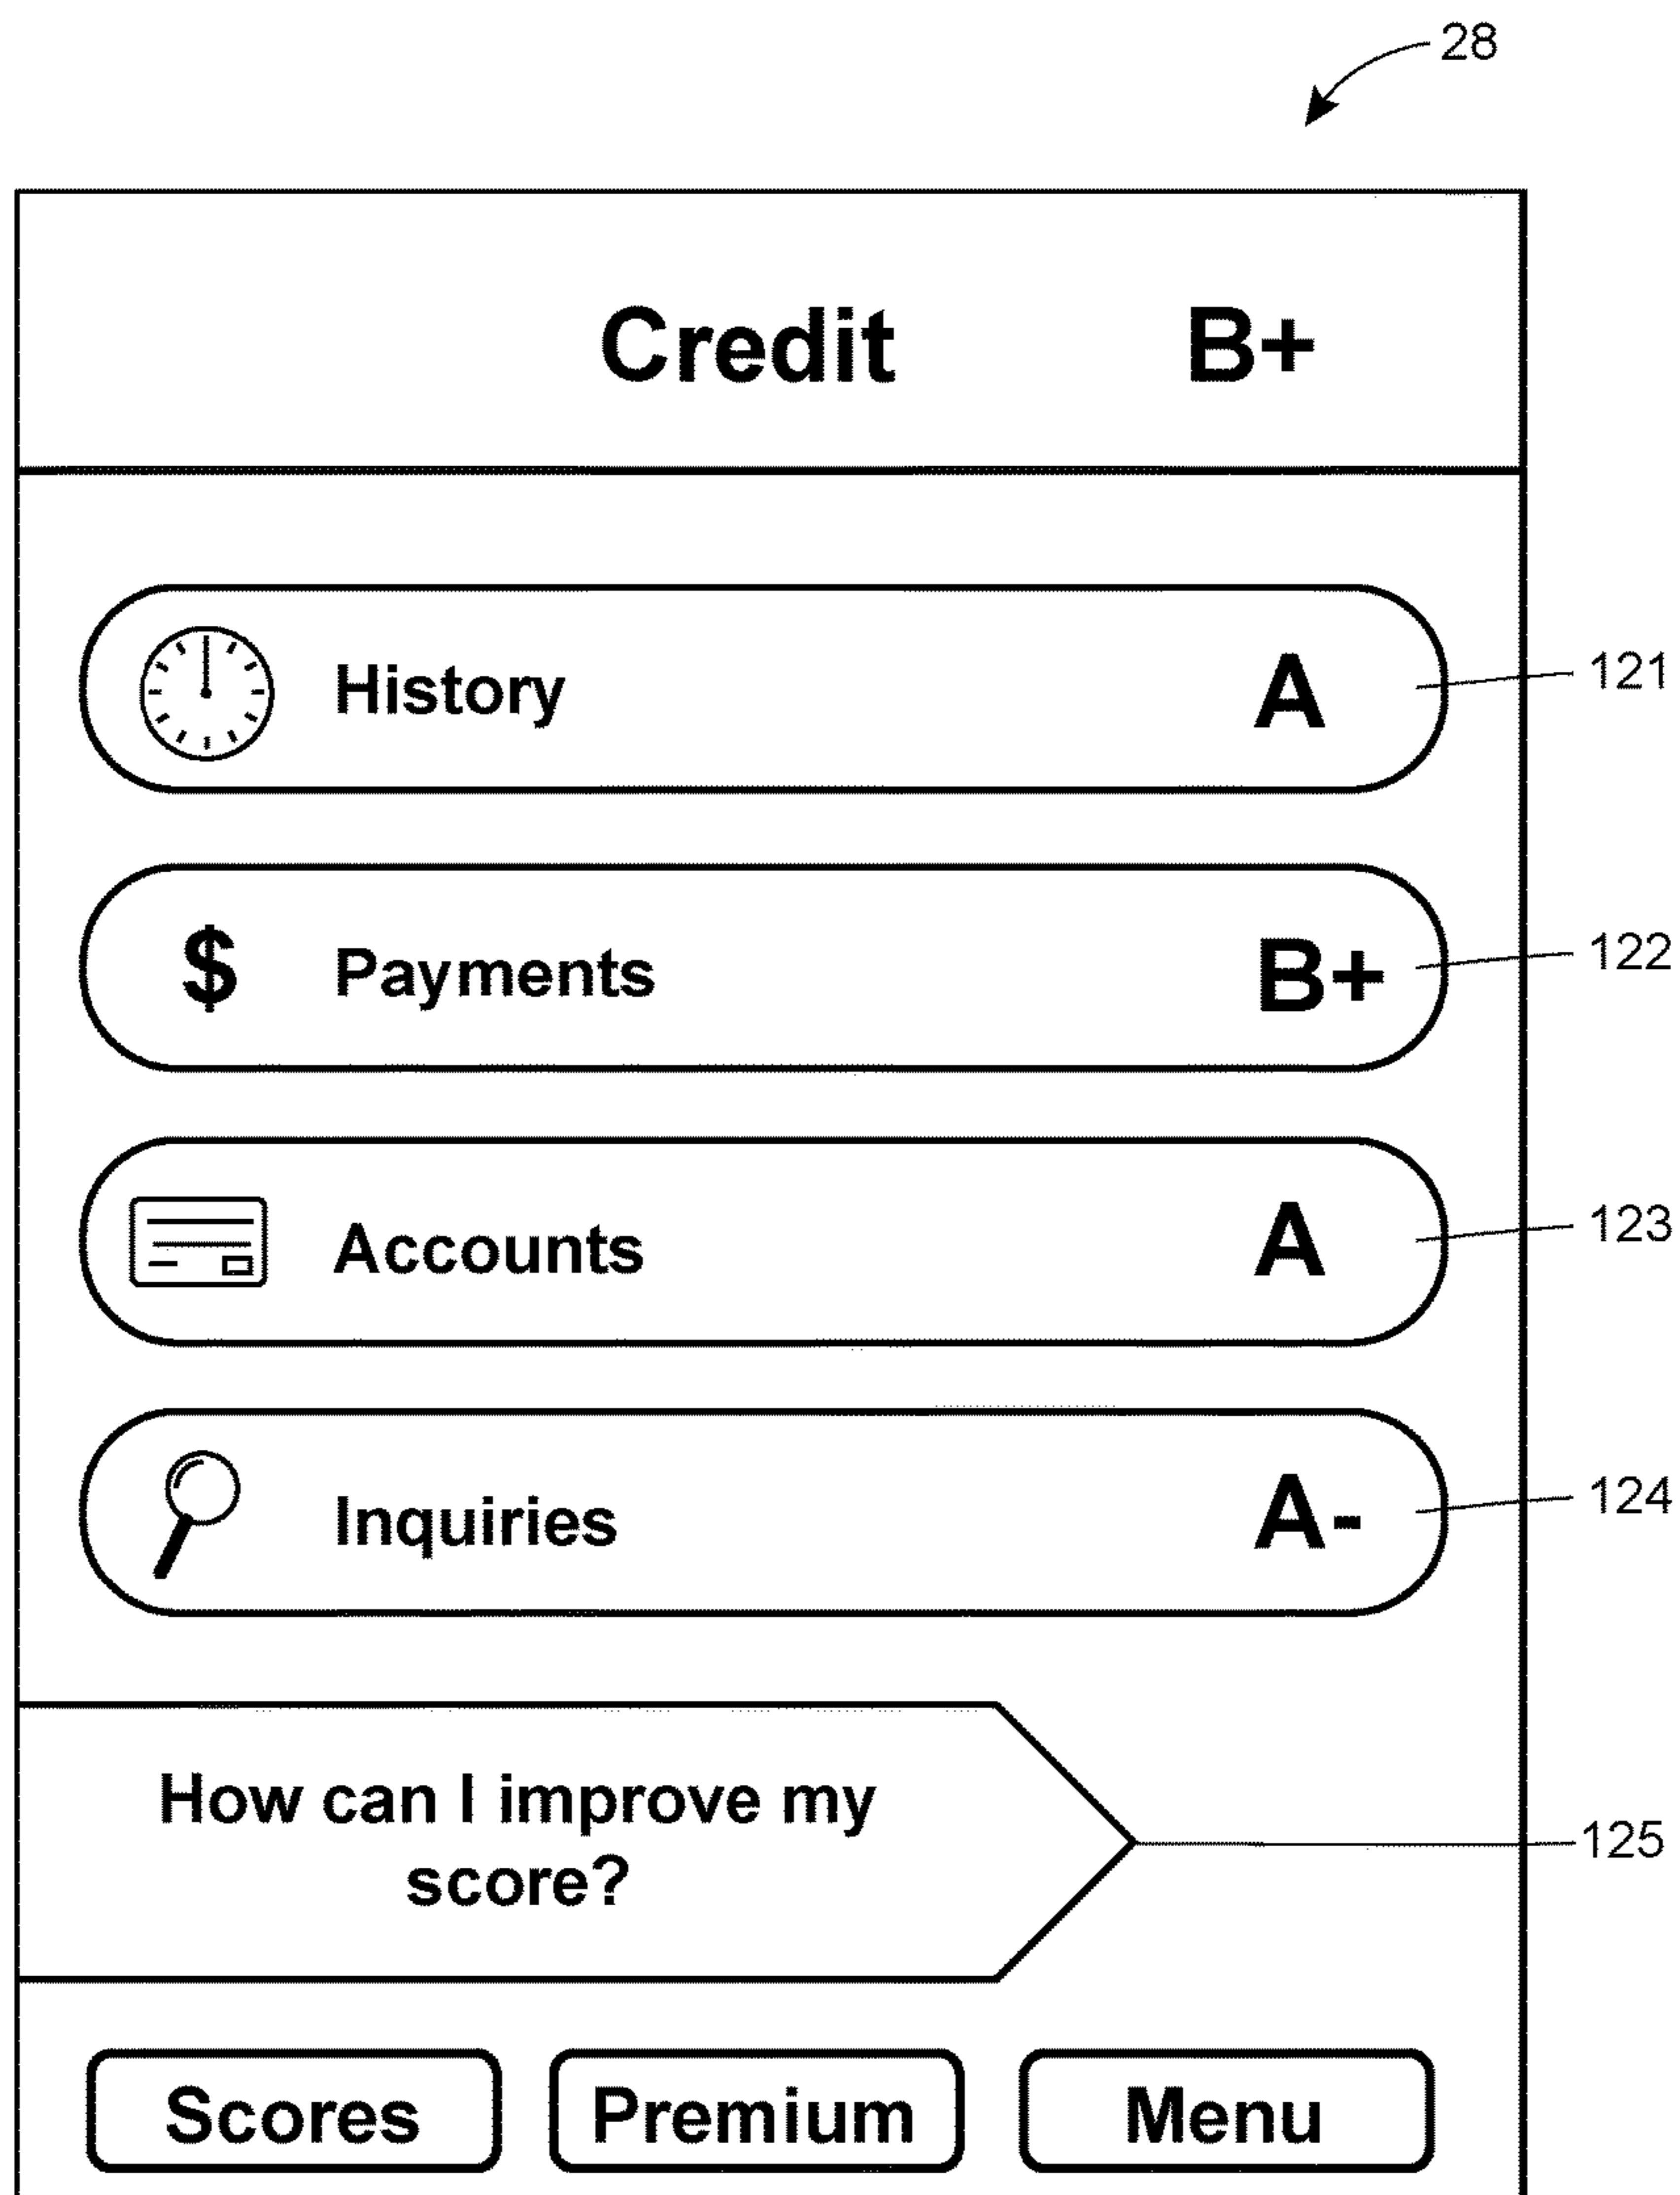 28
Credit B+
History A 121
$ Payments B+ 122
Accounts A 123
Inquiries A- 124
How can I improve my
score?
125
Scores Premium Menu